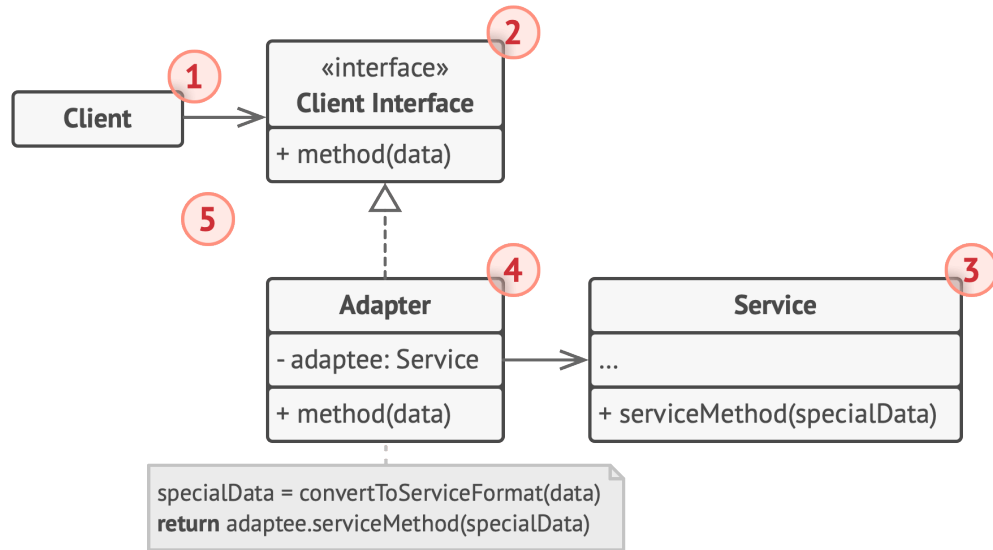 1
Client
2
«interface»
Client Interface
+ method(data)
5
4
Adapter
- adaptee: Service
+ method(data)
3
Service
...
+ serviceMethod(specialData)
specialData = convertToServiceFormat(data)
return adaptee.serviceMethod(specialData)